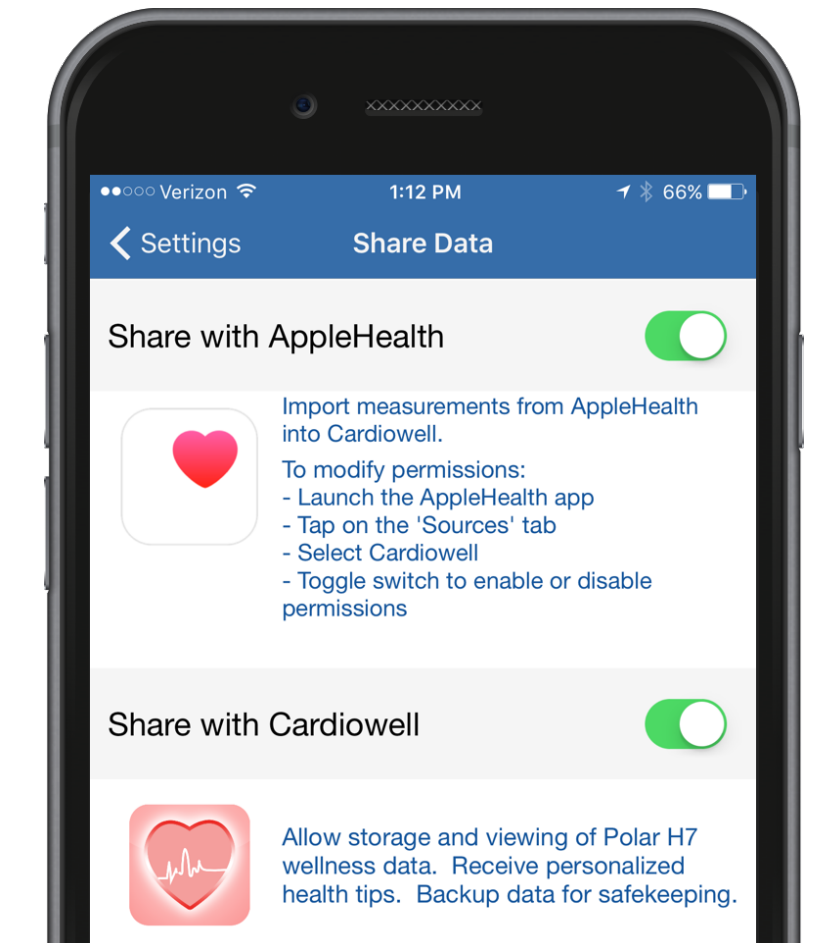 Verizon 1:12 PM 66%
Settings Share Data
Share with AppleHealth
Import measurements from AppleHealth
into Cardiowell.
To modify permissions:
- Launch the AppleHealth app
- Tap on the 'Sources' tab
- Select Cardiowell
- Toggle switch to enable or disable
permissions
Share with Cardiowell
Allow storage and viewing of Polar H7
wellness data.  Receive personalized
health tips.  Backup data for safekeeping.